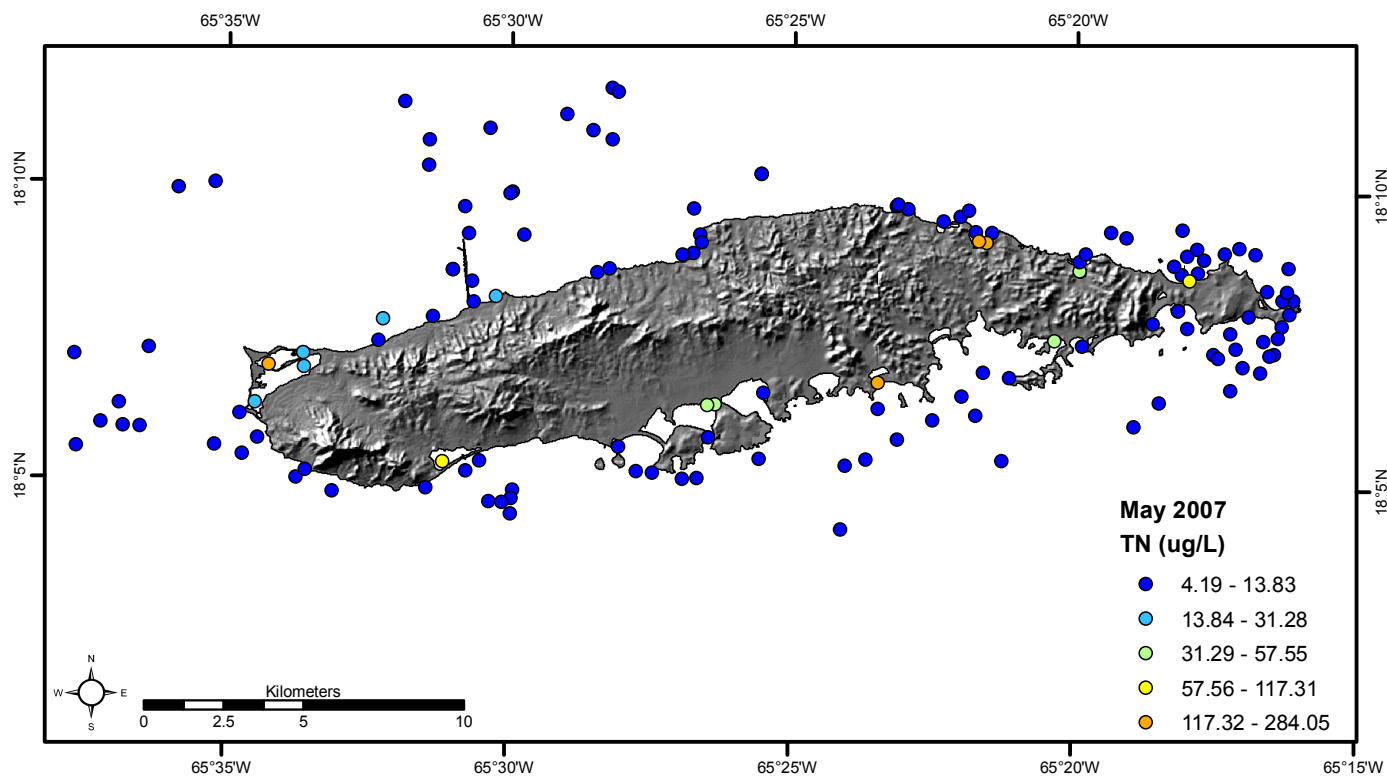 65°35'W 65°30'W 65°25'W 65°20'W
18°10'N 18°10'N
18°5'N 18°5'N
May 2007
TN (ug/L)
4.19 - 13.83
13.84 - 31.28
31.29 - 57.55
57.56 - 117.31
117.32 - 284.05
N
W E
S
Kilometers
0 2.5 5 10
65°35'W 65°30'W 65°25'W 65°20'W 65°15'W